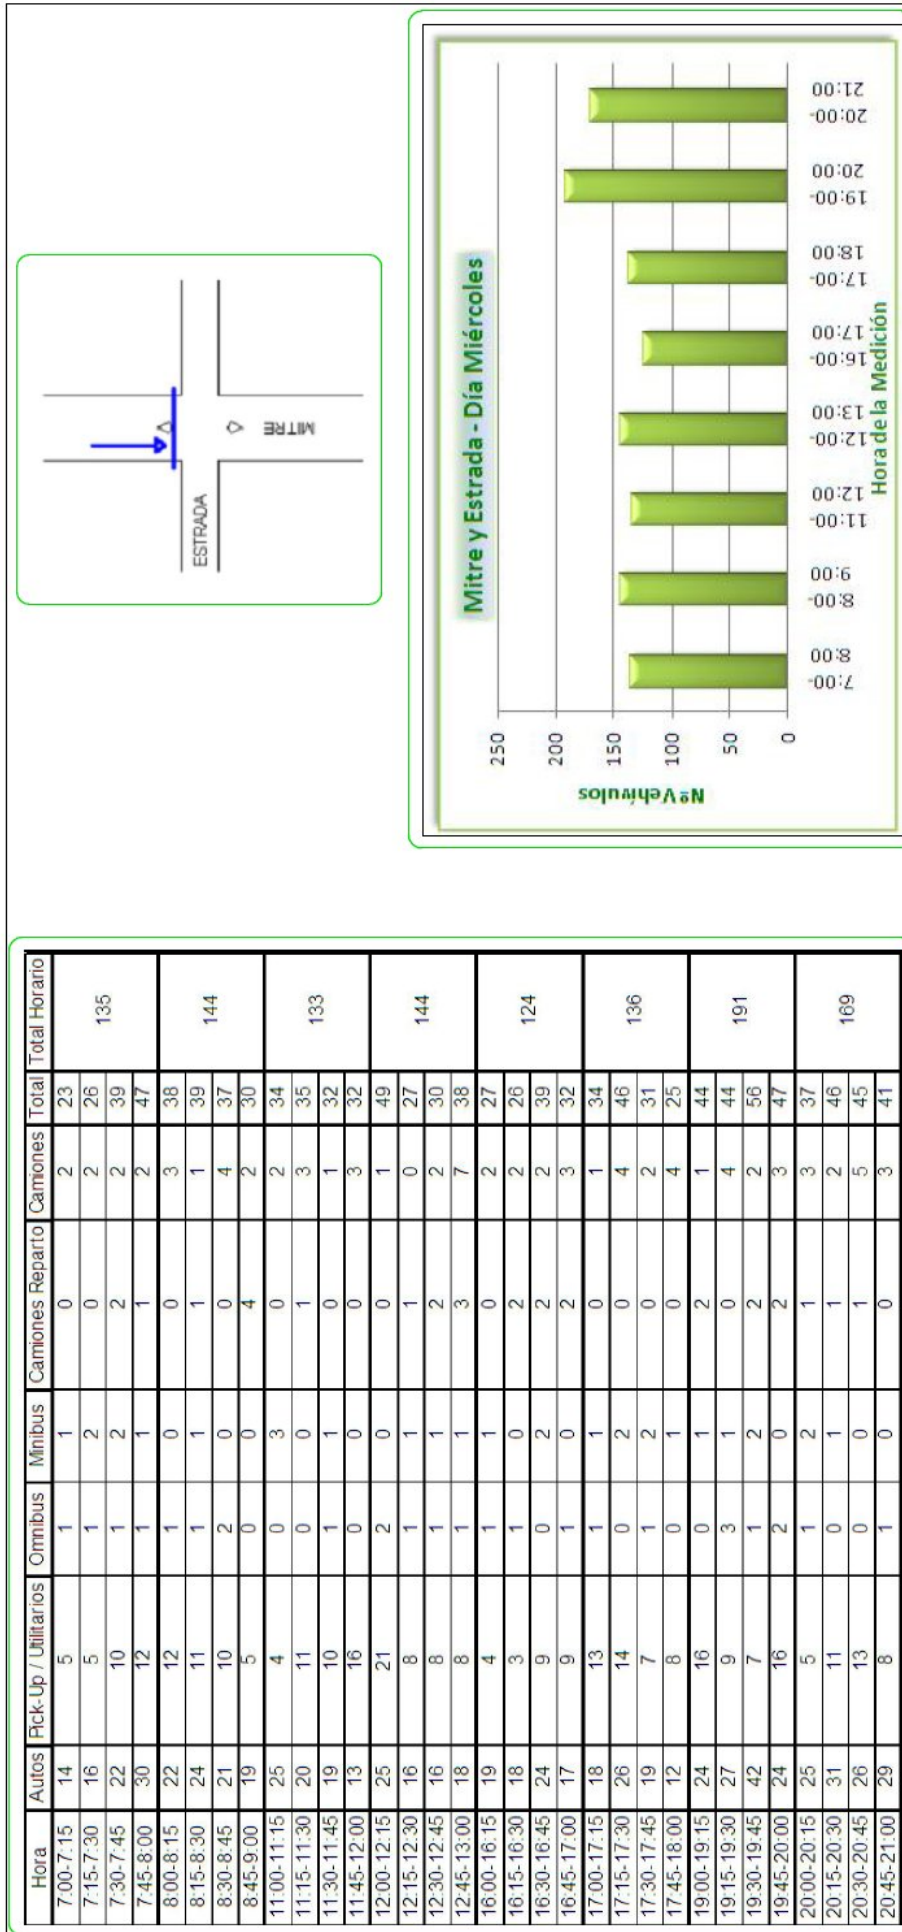 Hora Autos Pick-Up / Utilitarios Omnibus Minibus Camiones Reparto Camiones Total Total Horario
7:00-7:15 14 5 1 1 0 2 23 135
7:15-7:30 16 5 1 2 0 2 26
7:30-7:45 22 10 1 2 2 2 39
7:45-8:00 30 12 1 1 1 2 47
8:00-8:15 22 12 1 0 0 3 38 144
8:15-8:30 24 11 1 1 1 1 39
8:30-8:45 21 10 2 0 0 4 37
8:45-9:00 19 5 0 0 4 2 30
11:00-11:15 25 4 0 3 0 2 34 133
11:15-11:30 20 11 0 0 1 3 35
11:30-11:45 19 10 1 1 0 1 32
11:45-12:00 13 16 0 0 0 3 32
12:00-12:15 25 21 2 0 0 1 49 144
12:15-12:30 16 8 1 1 1 0 27
12:30-12:45 16 8 1 1 2 2 30
12:45-13:00 18 8 1 1 3 7 38
16:00-16:15 19 4 1 1 0 2 27 124
16:15-16:30 18 3 1 0 2 2 26
16:30-16:45 24 9 0 2 2 2 39
16:45-17:00 17 9 1 0 2 3 32
17:00-17:15 18 13 1 1 0 1 34 136
17:15-17:30 26 14 0 2 0 4 46
17:30-17:45 19 7 1 2 0 2 31
17:45-18:00 12 8 0 1 0 4 25
19:00-19:15 24 16 0 1 2 1 44 191
19:15-19:30 27 9 3 1 0 4 44
19:30-19:45 42 7 1 2 2 2 56
19:45-20:00 24 16 2 0 2 3 47
20:00-20:15 25 5 1 2 1 3 37 169
20:15-20:30 31 11 0 1 1 2 46
20:30-20:45 26 13 0 0 1 5 45
20:45-21:00 29 8 1 0 0 3 41
ESTRADA
MITRE
Mitre y Estrada - Día Miércoles
Nº Vehívulos
250
200
150
100
50
0
7:00-
8:00
8:00-
9:00
11:00-
12:00
12:00-
13:00
16:00-
17:00
17:00-
18:00
19:00-
20:00
20:00-
21:00
Hora de la Medición